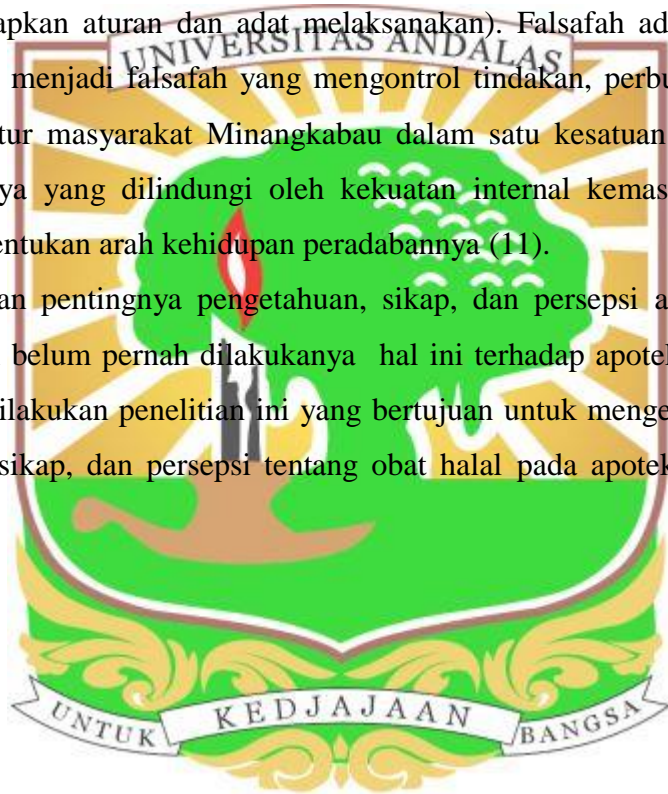 apkan aturan dan adat melaksanakan). Falsafah ad
UNIVERSITAS ANDALAS
menjadi falsafah yang mengontrol tindakan, perbu
tur masyarakat Minangkabau dalam satu kesatuan
ya yang dilindungi oleh kekuatan internal kemas
entukan arah kehidupan peradabannya (11).
an pentingnya pengetahuan, sikap, dan persepsi a
belum pernah dilakukanya hal ini terhadap apotek
ilakukan penelitian ini yang bertujuan untuk menge
sikap, dan persepsi tentang obat halal pada apotek
UNTUK KEDJAJAAN BANGSA